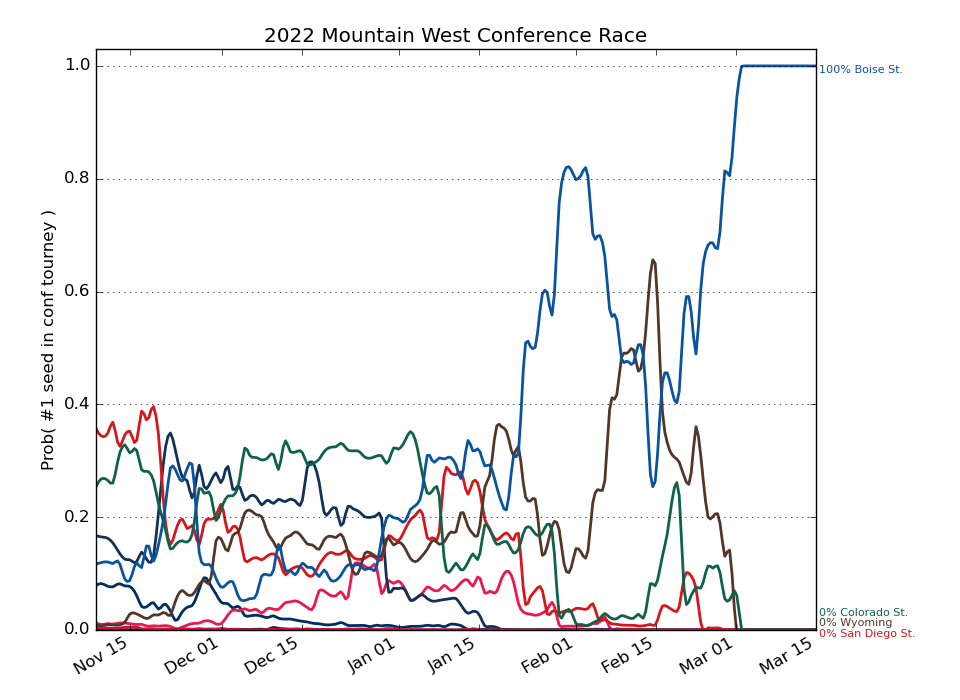 2022 Mountain West Conference Race
Prob( #1 seed in conf tourney )
1.0
0.8
0.6
0.4
0.2
0.0
Nov 15
Dec 01
Dec 15
Jan 01
Jan 15
Feb 01
Feb 15
Mar 01
Mar 15
100% Boise St.
0% Colorado St.
0% Wyoming
0% San Diego St.